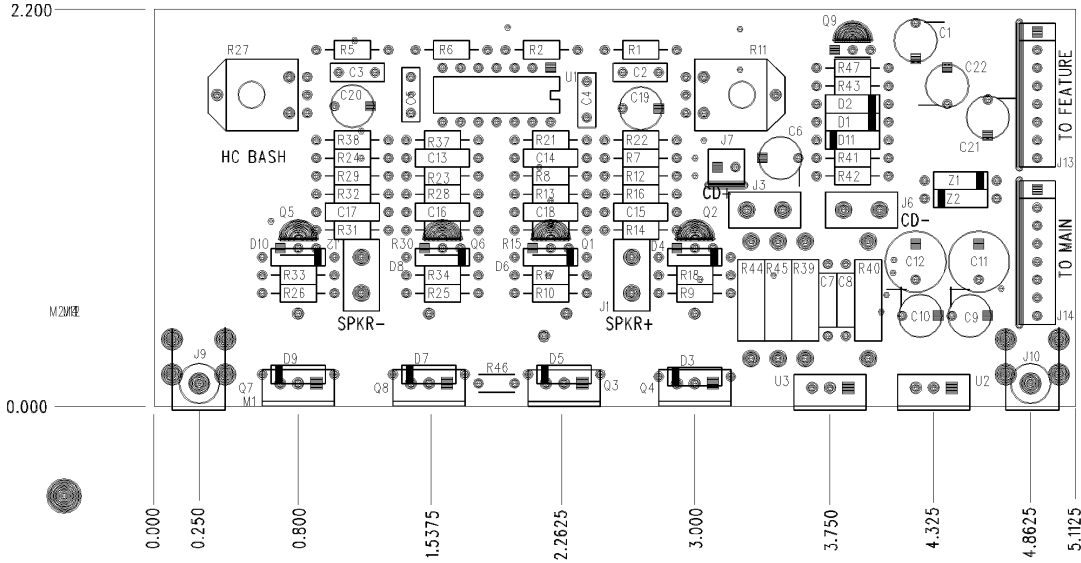 2.200
R27
R5
R6
R2
R1
R11
Q9
C1
C3
C5
U1
C4
C2
C20
C19
R47
R43
D2
D1
D11
R41
R42
C22
C21
TO FEATURE
J13
HC BASH
R38
R24
R29
R32
C17
R31
R37
C13
R23
R28
C16
R21
C14
R8
R13
C18
R22
R7
R12
R16
C15
R14
J7
C6
CD+
J3
J6
CD-
Z1
Z2
TO MAIN
J14
Q5
D10
R33
R26
J2
SPKR-
R30
D8
Q6
R34
R25
R15
D6
Q1
R17
R10
J1
SPKR+
Q2
D4
R18
R9
R44
R45
R39
C7
C8
R40
C12
C11
C10
C9
J9
D9
Q7
M1
D7
Q8
R46
D5
Q3
D3
Q4
U3
U2
J10
0.000
0.000
0.250
0.800
1.5375
2.2625
3.000
3.750
4.325
4.8625
5.1125